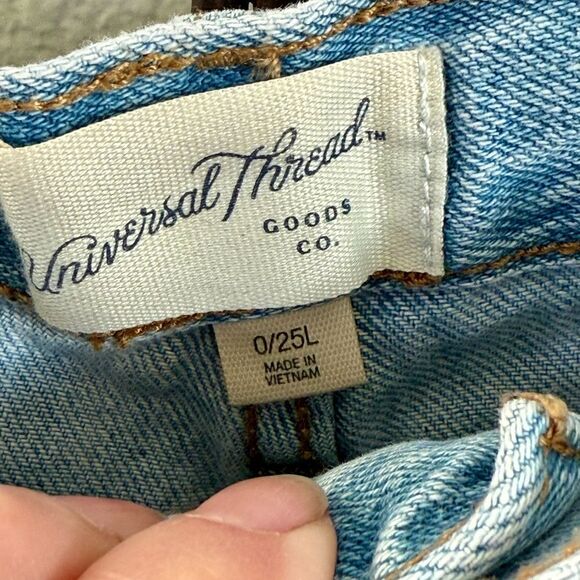 Universal Thread™
GOODS
CO.
0/25L
MADE IN
VIETNAM